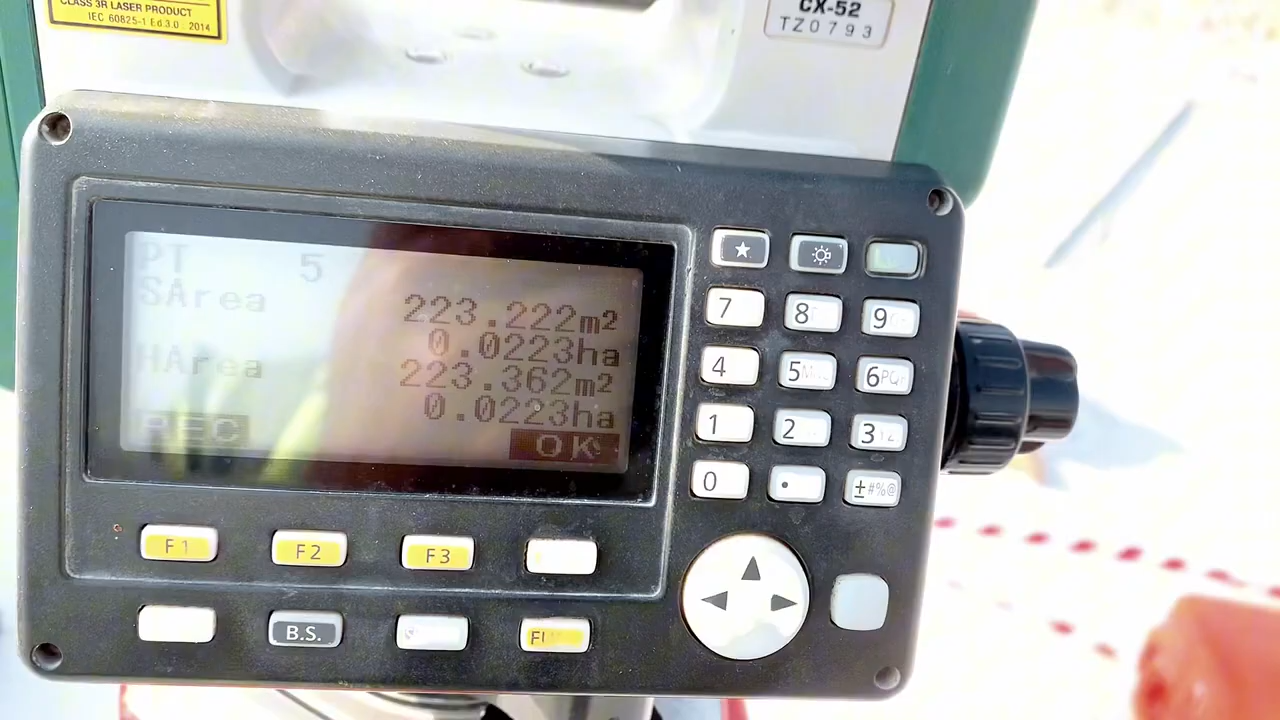 CLASS 3R LASER PRODUCT
IEC 60825-1 Ed.3.0 : 2014
CX-52
TZ0793
PT 5
SArea 223.222m²
0.0223ha
HArea 223.362m²
0.0223ha
REC OK
7 8 9
4 5 6PQ
1 2 3
0 . ±#%@
F1 F2 F3
B.S.